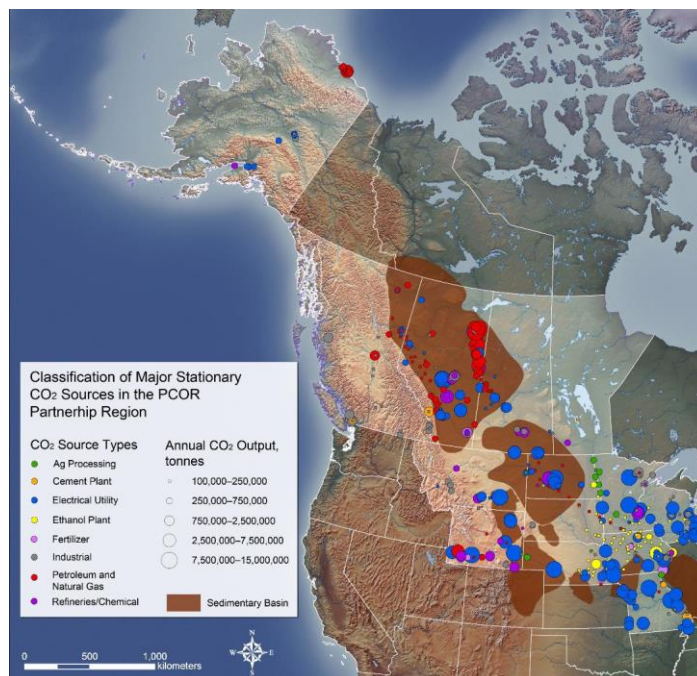 Classification of Major Stationary
CO2 Sources in the PCOR
Partnerhip Region
CO2 Source Types
Ag Processing
Cement Plant
Electrical Utility
Ethanol Plant
Fertilizer
Industrial
Petroleum and
Natural Gas
Refineries/Chemical
Annual CO2 Output,
tonnes
100,000–250,000
250,000–750,000
750,000–2,500,000
2,500,000–7,500,000
7,500,000–15,000,000
Sedimentary Basin
0 500 1,000
kilometers
N
W E
S